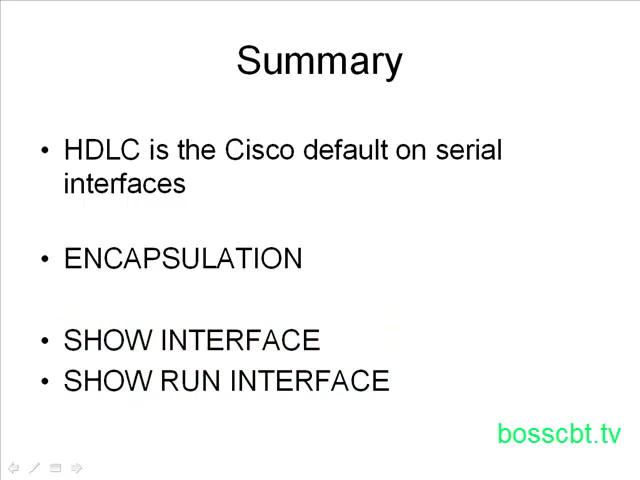 Summary
• HDLC is the Cisco default on serial
interfaces
• ENCAPSULATION
• SHOW INTERFACE
• SHOW RUN INTERFACE
bosscbt.tv